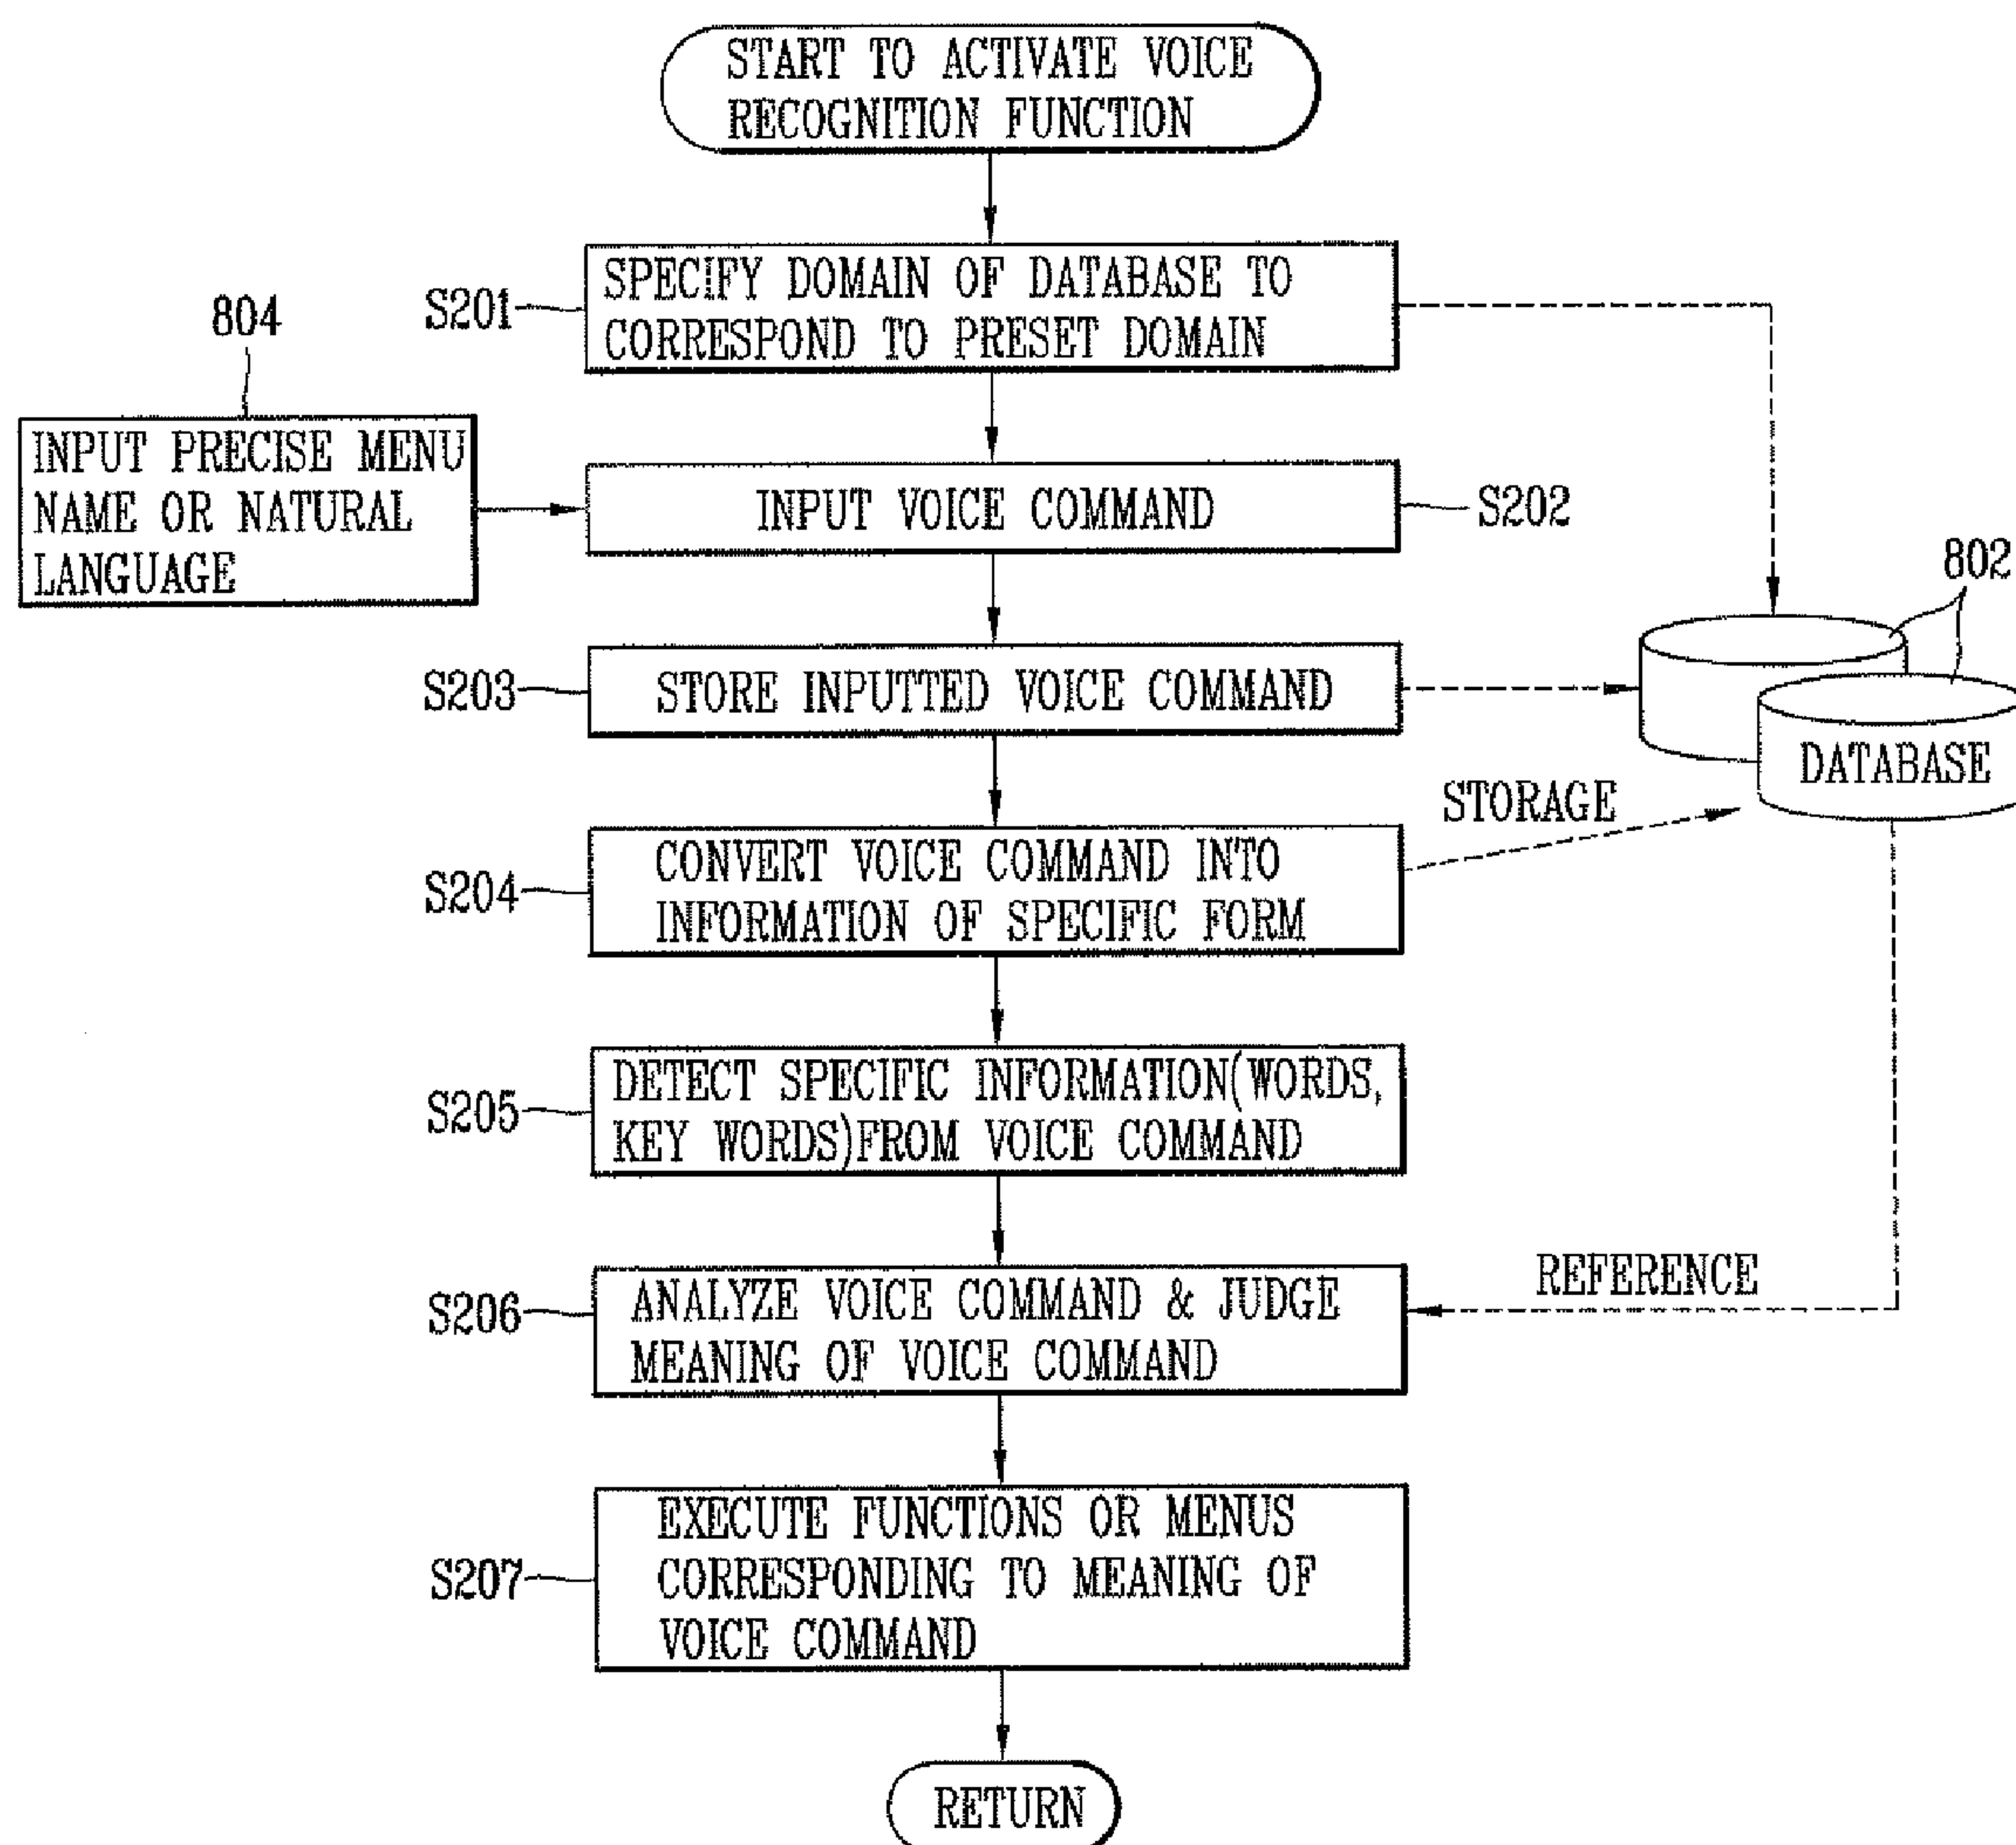 START TO ACTIVATE VOICE
RECOGNITION FUNCTION
S201
SPECIFY DOMAIN OF DATABASE TO
CORRESPOND TO PRESET DOMAIN
804
INPUT PRECISE MENU
NAME OR NATURAL
LANGUAGE
INPUT VOICE COMMAND
S202
802
S203
STORE INPUTTED VOICE COMMAND
DATABASE
STORAGE
S204
CONVERT VOICE COMMAND INTO
INFORMATION OF SPECIFIC FORM
S205
DETECT SPECIFIC INFORMATION(WORDS,
KEY WORDS)FROM VOICE COMMAND
S206
ANALYZE VOICE COMMAND & JUDGE
MEANING OF VOICE COMMAND
REFERENCE
S207
EXECUTE FUNCTIONS OR MENUS
CORRESPONDING TO MEANING OF
VOICE COMMAND
RETURN